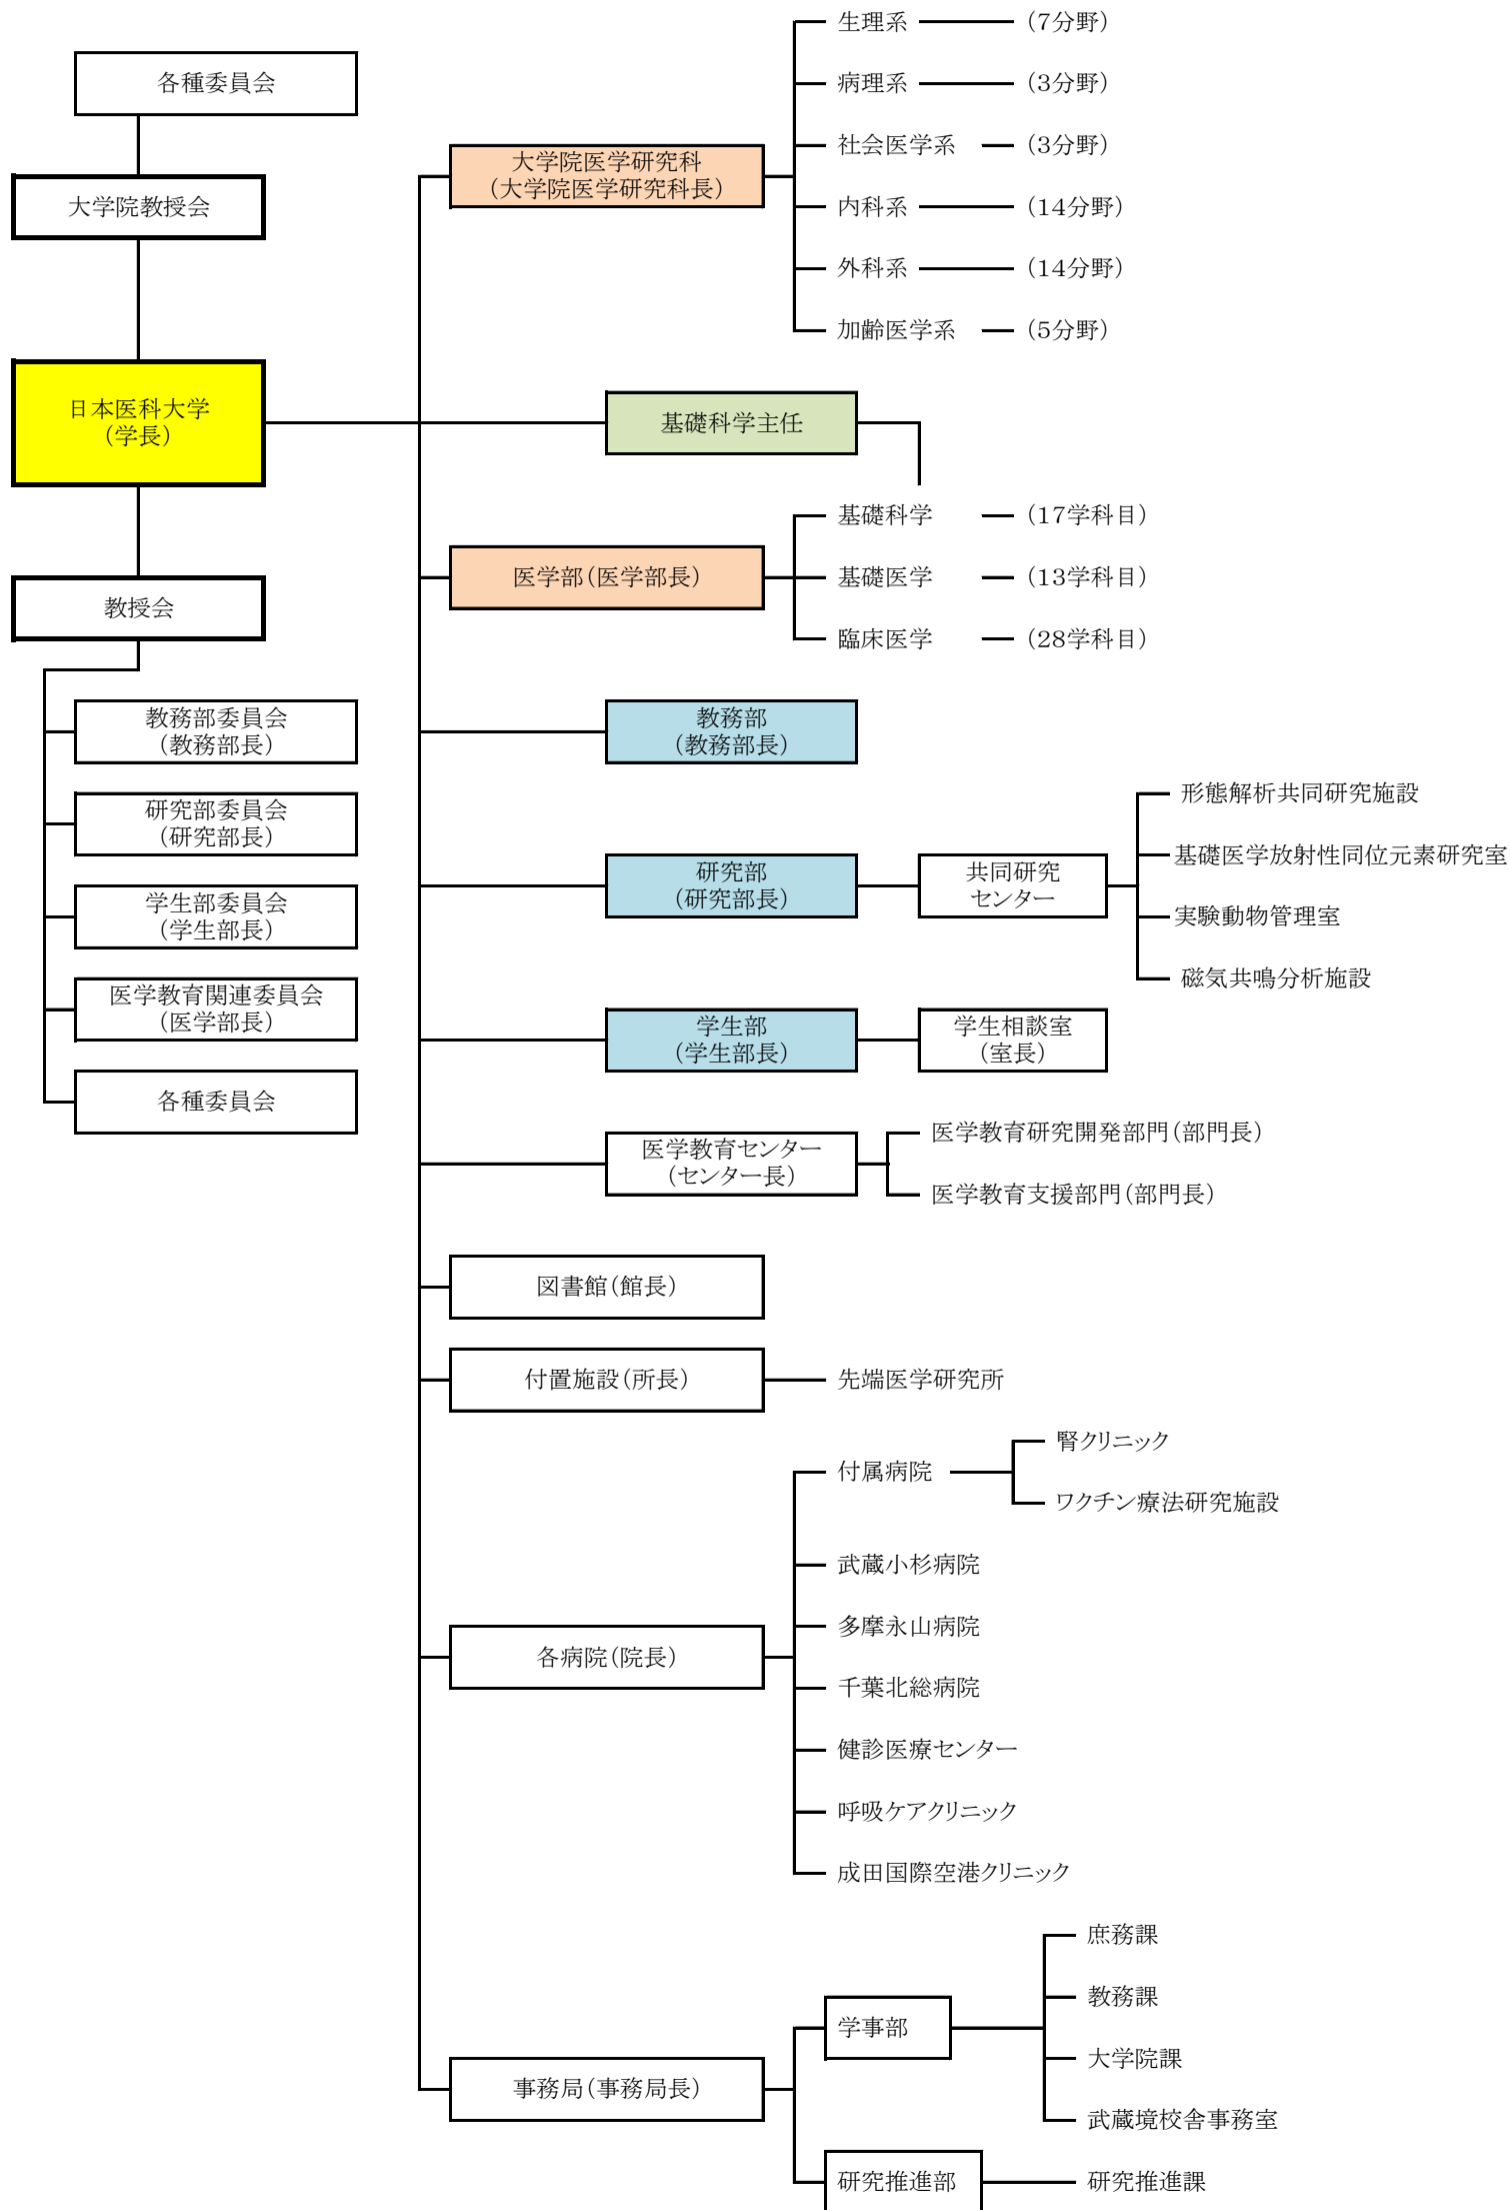 各種委員会
大学院教授会
日本医科大学
（学長）
教授会
教務部委員会
（教務部長）
研究部委員会
（研究部長）
学生部委員会
（学生部長）
医学教育関連委員会
（医学部長）
各種委員会
大学院医学研究科
（大学院医学研究科長）
生理系 （7分野）
病理系 （3分野）
社会医学系 （3分野）
内科系 （14分野）
外科系 （14分野）
加齢医学系 （5分野）
基礎科学主任
医学部（医学部長）
基礎科学 （17学科目）
基礎医学 （13学科目）
臨床医学 （28学科目）
教務部
（教務部長）
研究部
（研究部長）
共同研究
センター
形態解析共同研究施設
基礎医学放射性同位元素研究室
実験動物管理室
磁気共鳴分析施設
学生部
（学生部長）
学生相談室
（室長）
医学教育センター
（センター長）
医学教育研究開発部門（部門長）
医学教育支援部門（部門長）
図書館（館長）
付置施設（所長）
先端医学研究所
各病院（院長）
付属病院
腎クリニック
ワクチン療法研究施設
武蔵小杉病院
多摩永山病院
千葉北総病院
健診医療センター
呼吸ケアクリニック
成田国際空港クリニック
事務局（事務局長）
学事部
庶務課
教務課
大学院課
武蔵境校舎事務室
研究推進部
研究推進課